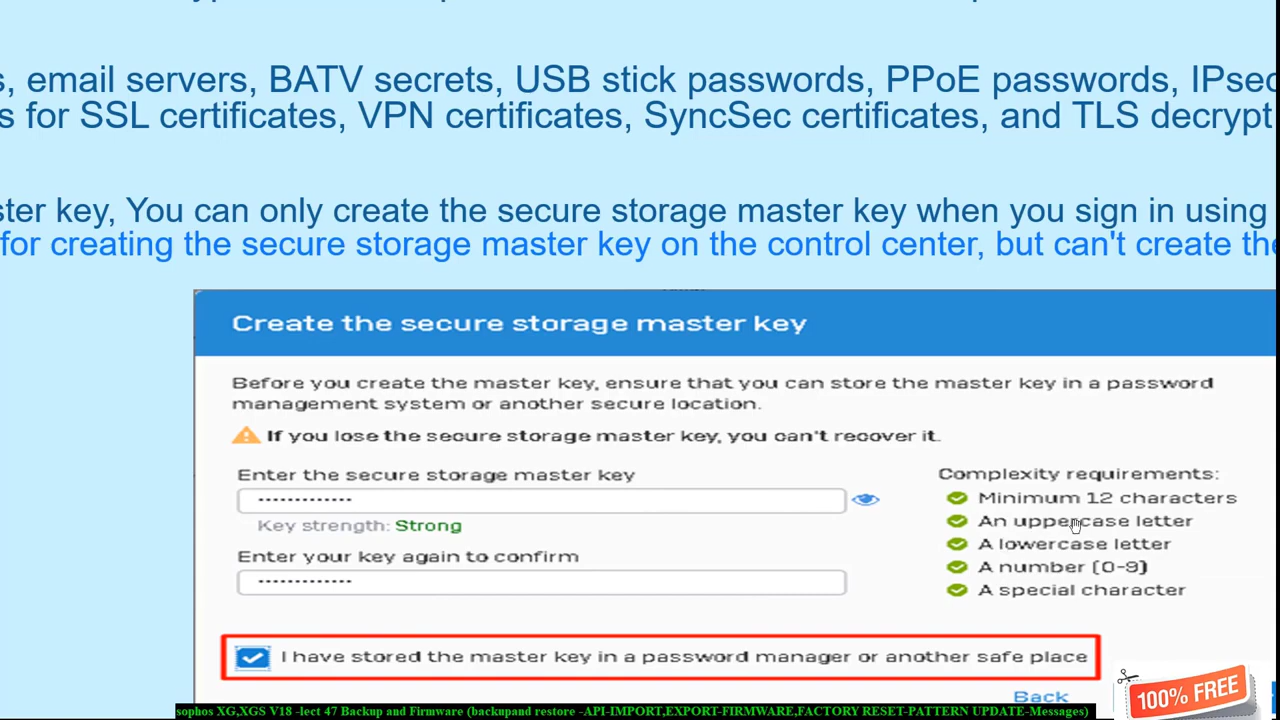 s, email servers, BATV secrets, USB stick passwords, PPoE passwords, IPsec
s for SSL certificates, VPN certificates, SyncSec certificates, and TLS decrypt
ster key, You can only create the secure storage master key when you sign in using
for creating the secure storage master key on the control center, but can't create the
Create the secure storage master key
Before you create the master key, ensure that you can store the master key in a password
management system or another secure location.
If you lose the secure storage master key, you can't recover it.
Enter the secure storage master key
Complexity requirements:
Minimum 12 characters
Key strength: Strong
An uppercase letter
A lowercase letter
Enter your key again to confirm
A number (0-9)
A special character
I have stored the master key in a password manager or another safe place
Back
100% FREE
sophos XG,XGS V18 -lect 47 Backup and Firmware (backupand restore -API-IMPORT,EXPORT-FIRMWARE,FACTORY RESET-PATTERN UPDATE-Messages)